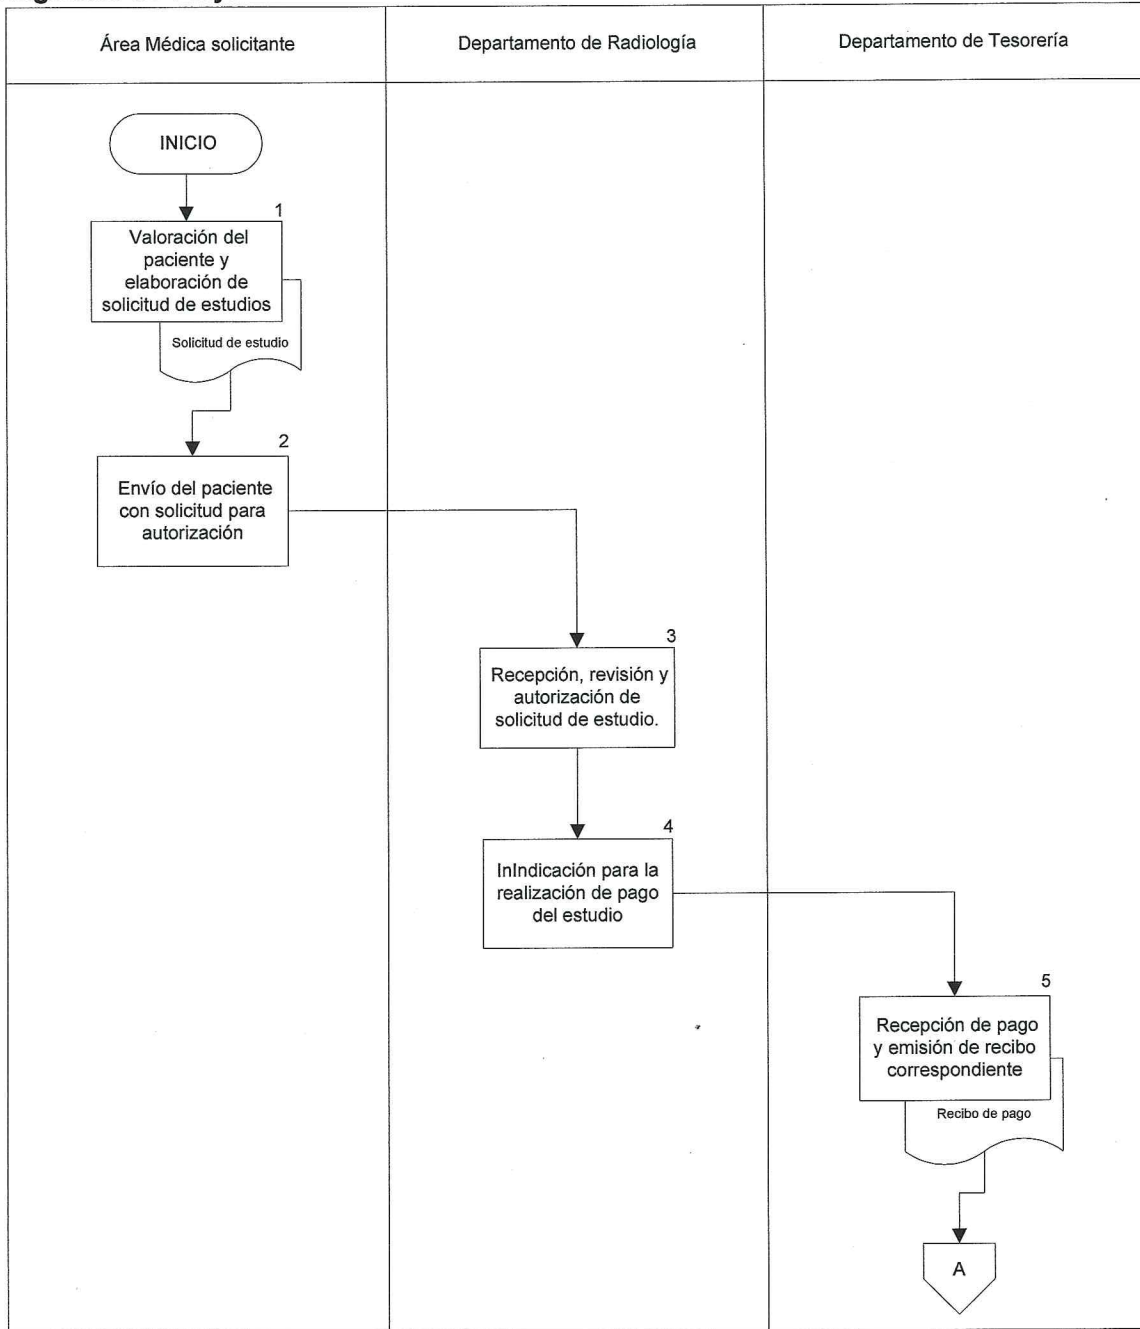 Área Médica solicitante
Departamento de Radiología
Departamento de Tesorería
INICIO
1
Valoración del
paciente y
elaboración de
solicitud de estudios
Solicitud de estudio
2
Envío del paciente
con solicitud para
autorización
3
Recepción, revisión y
autorización de
solicitud de estudio.
4
InIndicación para la
realización de pago
del estudio
5
Recepción de pago
y emisión de recibo
correspondiente
Recibo de pago
A